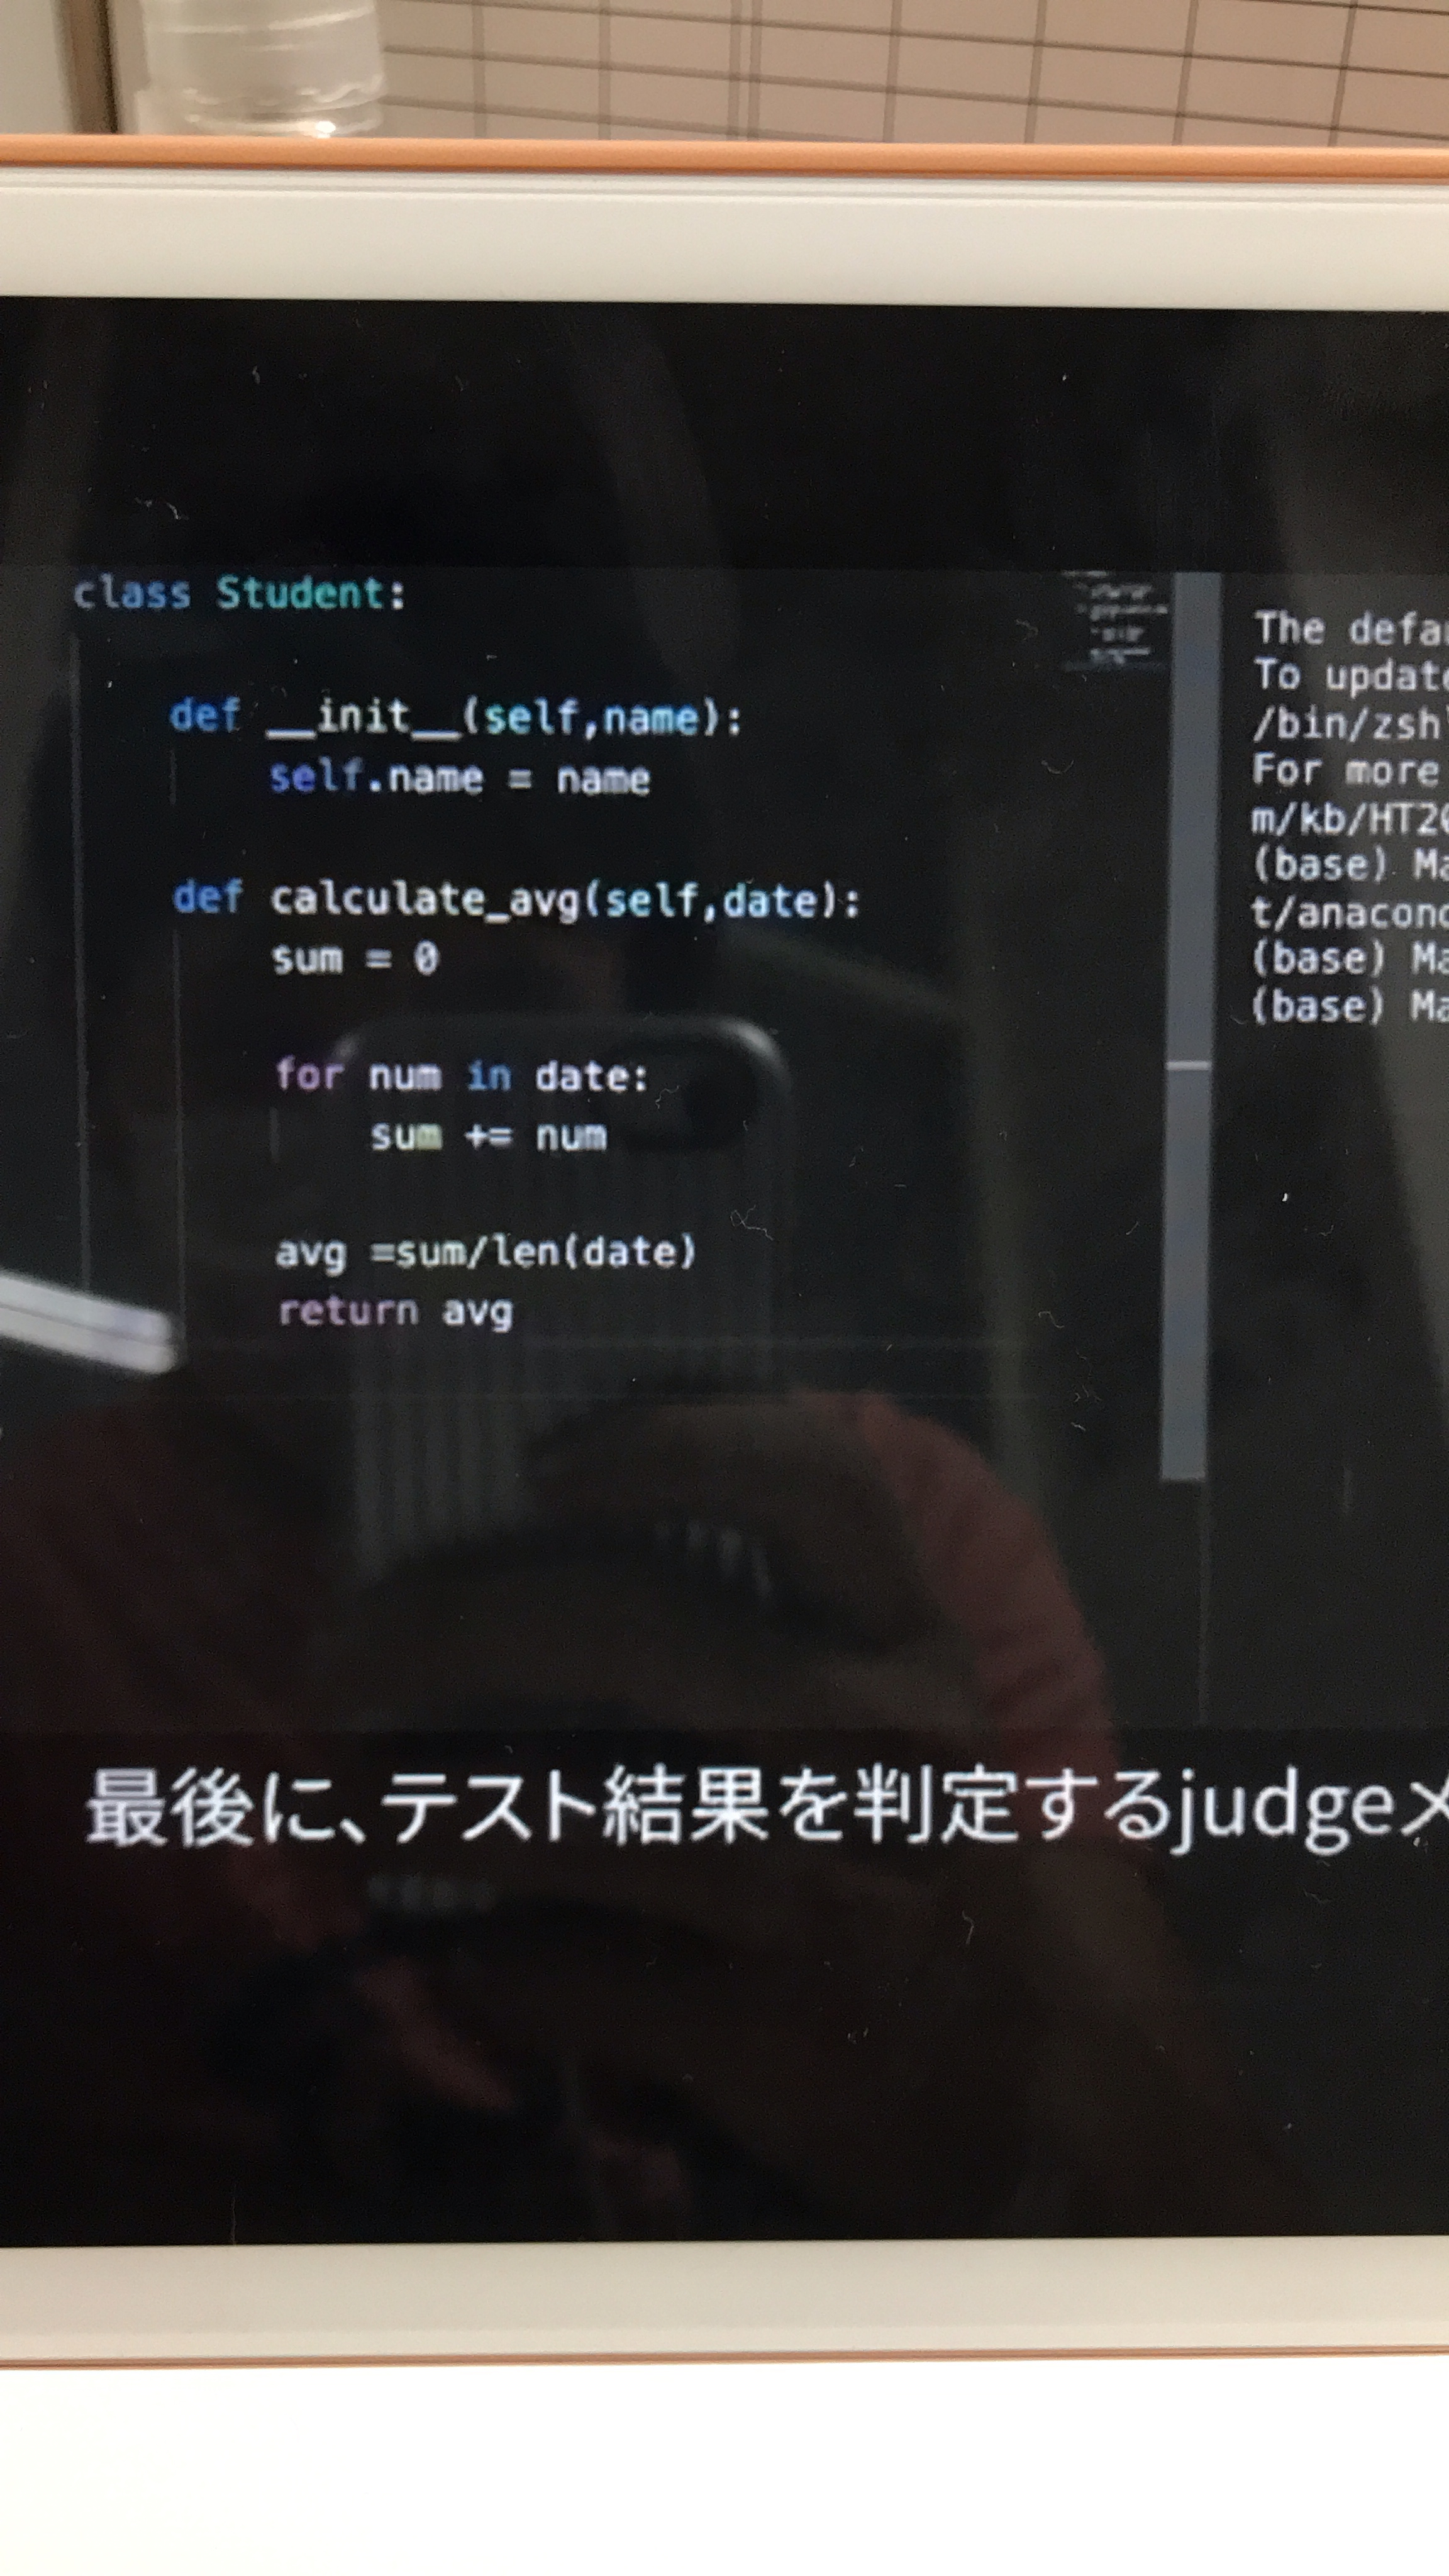 class Student:
def __init__(self,name):
self.name = name
def calculate_avg(self,date):
sum = 0
for num in date:
sum += num
avg =sum/len(date)
return avg
The defa
To update
/bin/zsh
For more
m/kb/HT20
(base) Ma
t/anacond
(base) Ma
(base) Ma
最後に、テスト結果を判定するjudgeメ